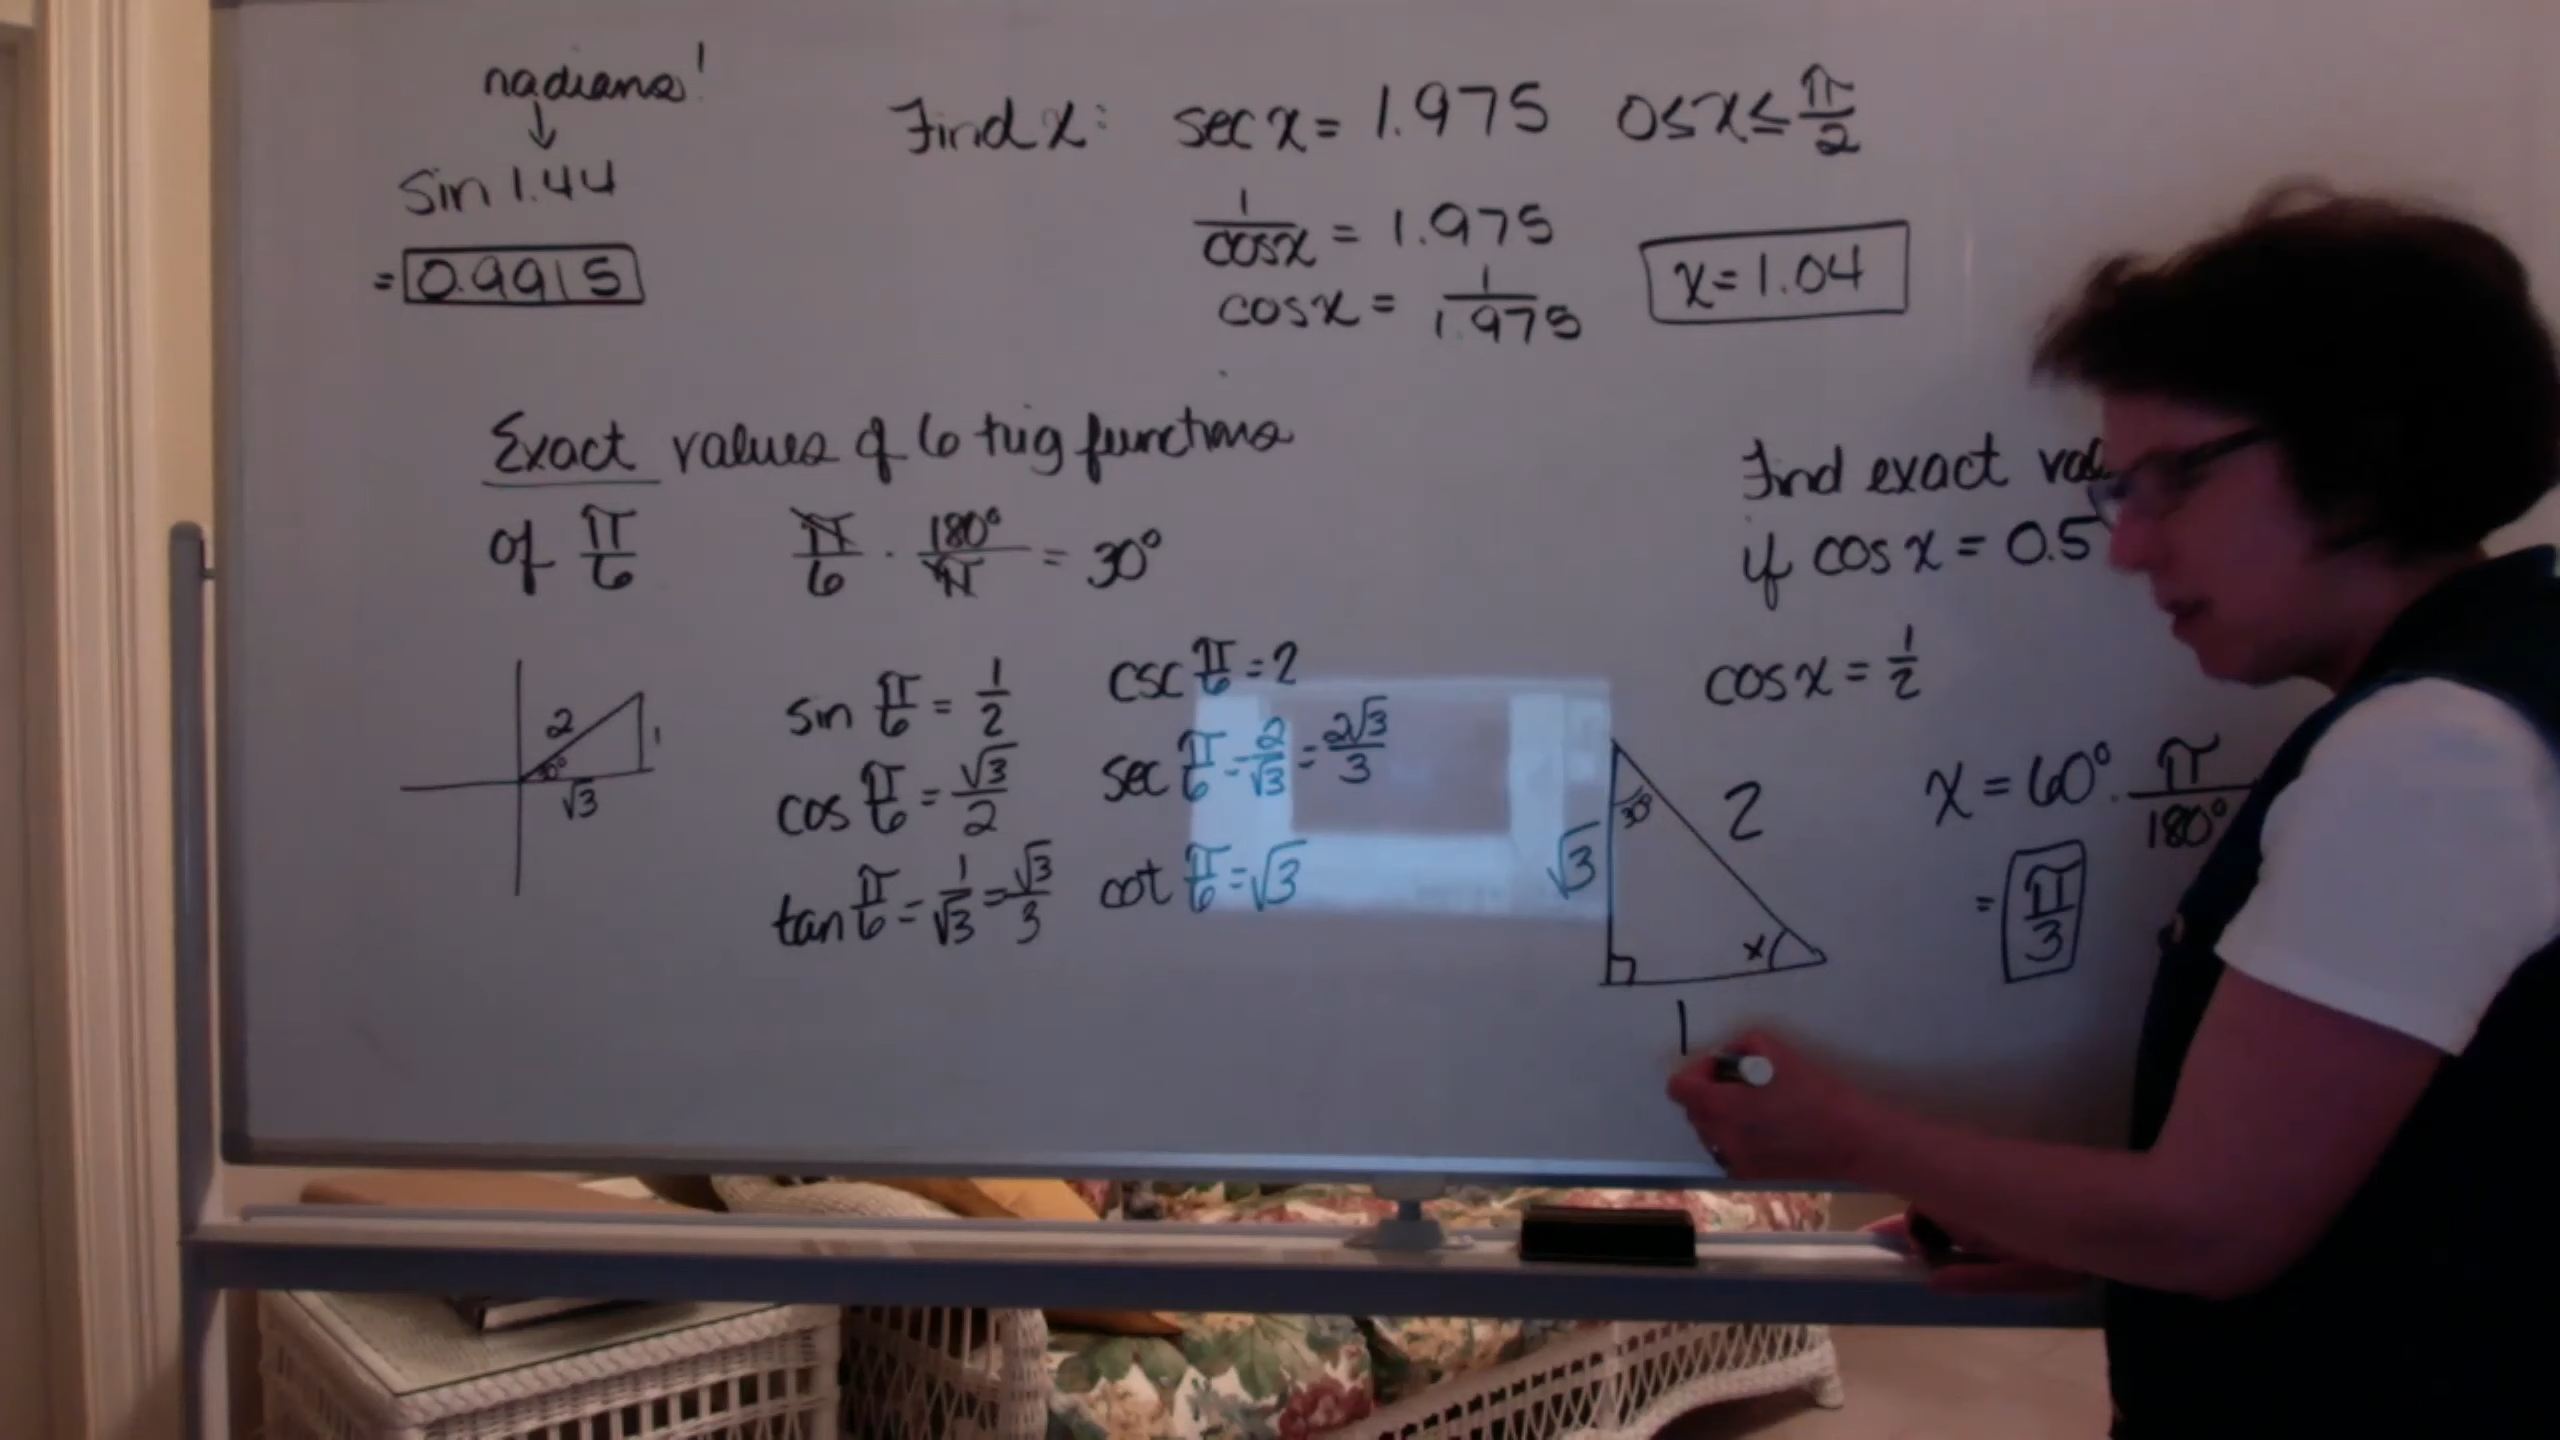 radians!
↓
sin 1.44
= 0.9915
Find x: sec x = 1.975 0 ≤ x ≤ π/2
1/cos x = 1.975
cos x = 1/1.975
x = 1.04
Exact values of 6 trig functions
of π/6 π/6 · 180°/π = 30°
2
1
30°
√3
sin π/6 = 1/2
cos π/6 = √3/2
tan π/6 = 1/√3 = √3/3
csc π/6 = 2
sec π/6 = 2/√3 = 2√3/3
cot π/6 = √3
Find exact
if cos x = 0.5
cos x = 1/2
30°
2
√3
x
1
x = 60° · π/180°
= π/3